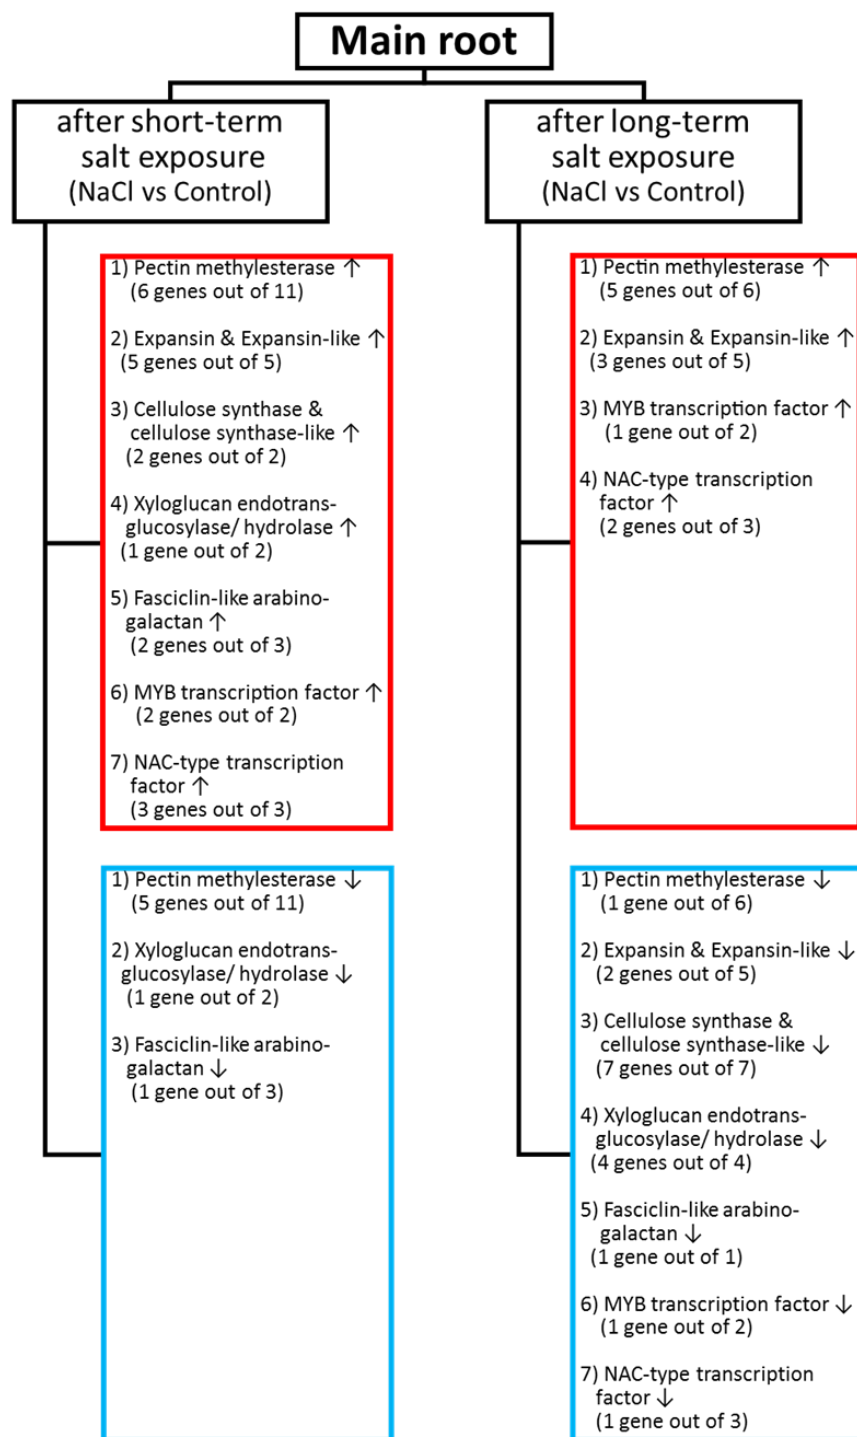 Main root
after short-term
salt exposure
(NaCl vs Control)
1) Pectin methylesterase ↑
(6 genes out of 11)
2) Expansin & Expansin-like ↑
(5 genes out of 5)
3) Cellulose synthase &
cellulose synthase-like ↑
(2 genes out of 2)
4) Xyloglucan endotrans-
glucosylase/ hydrolase ↑
(1 gene out of 2)
5) Fasciclin-like arabino-
galactan ↑
(2 genes out of 3)
6) MYB transcription factor ↑
(2 genes out of 2)
7) NAC-type transcription
factor ↑
(3 genes out of 3)
1) Pectin methylesterase ↓
(5 genes out of 11)
2) Xyloglucan endotrans-
glucosylase/ hydrolase ↓
(1 gene out of 2)
3) Fasciclin-like arabino-
galactan ↓
(1 gene out of 3)
after long-term
salt exposure
(NaCl vs Control)
1) Pectin methylesterase ↑
(5 genes out of 6)
2) Expansin & Expansin-like ↑
(3 genes out of 5)
3) MYB transcription factor ↑
(1 gene out of 2)
4) NAC-type transcription
factor ↑
(2 genes out of 3)
1) Pectin methylesterase ↓
(1 gene out of 6)
2) Expansin & Expansin-like ↓
(2 genes out of 5)
3) Cellulose synthase &
cellulose synthase-like ↓
(7 genes out of 7)
4) Xyloglucan endotrans-
glucosylase/ hydrolase ↓
(4 genes out of 4)
5) Fasciclin-like arabino-
galactan ↓
(1 gene out of 1)
6) MYB transcription factor ↓
(1 gene out of 2)
7) NAC-type transcription
factor ↓
(1 gene out of 3)